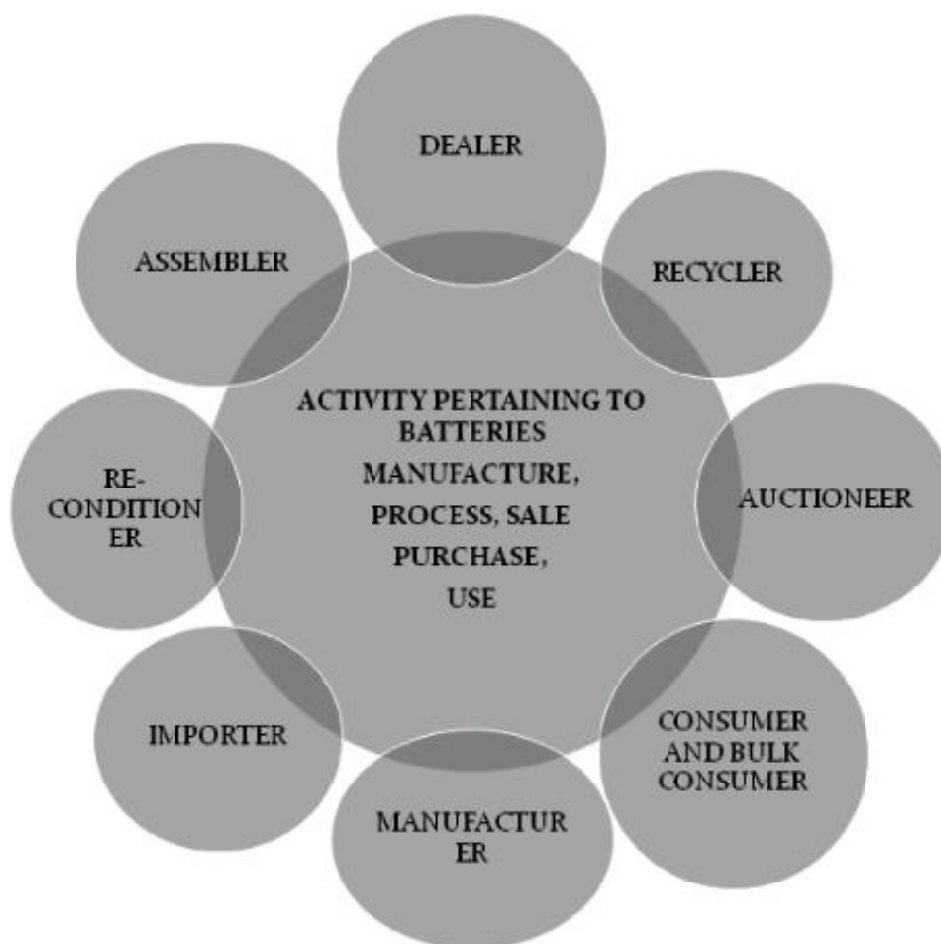 DEALER
ASSEMBLER
RECYCLER
ACTIVITY PERTAINING TO
BATTERIES
MANUFACTURE,
PROCESS, SALE
PURCHASE,
USE
RE-
CONDITION
ER
AUCTIONEER
IMPORTER
CONSUMER
AND BULK
CONSUMER
MANUFACTUR
ER